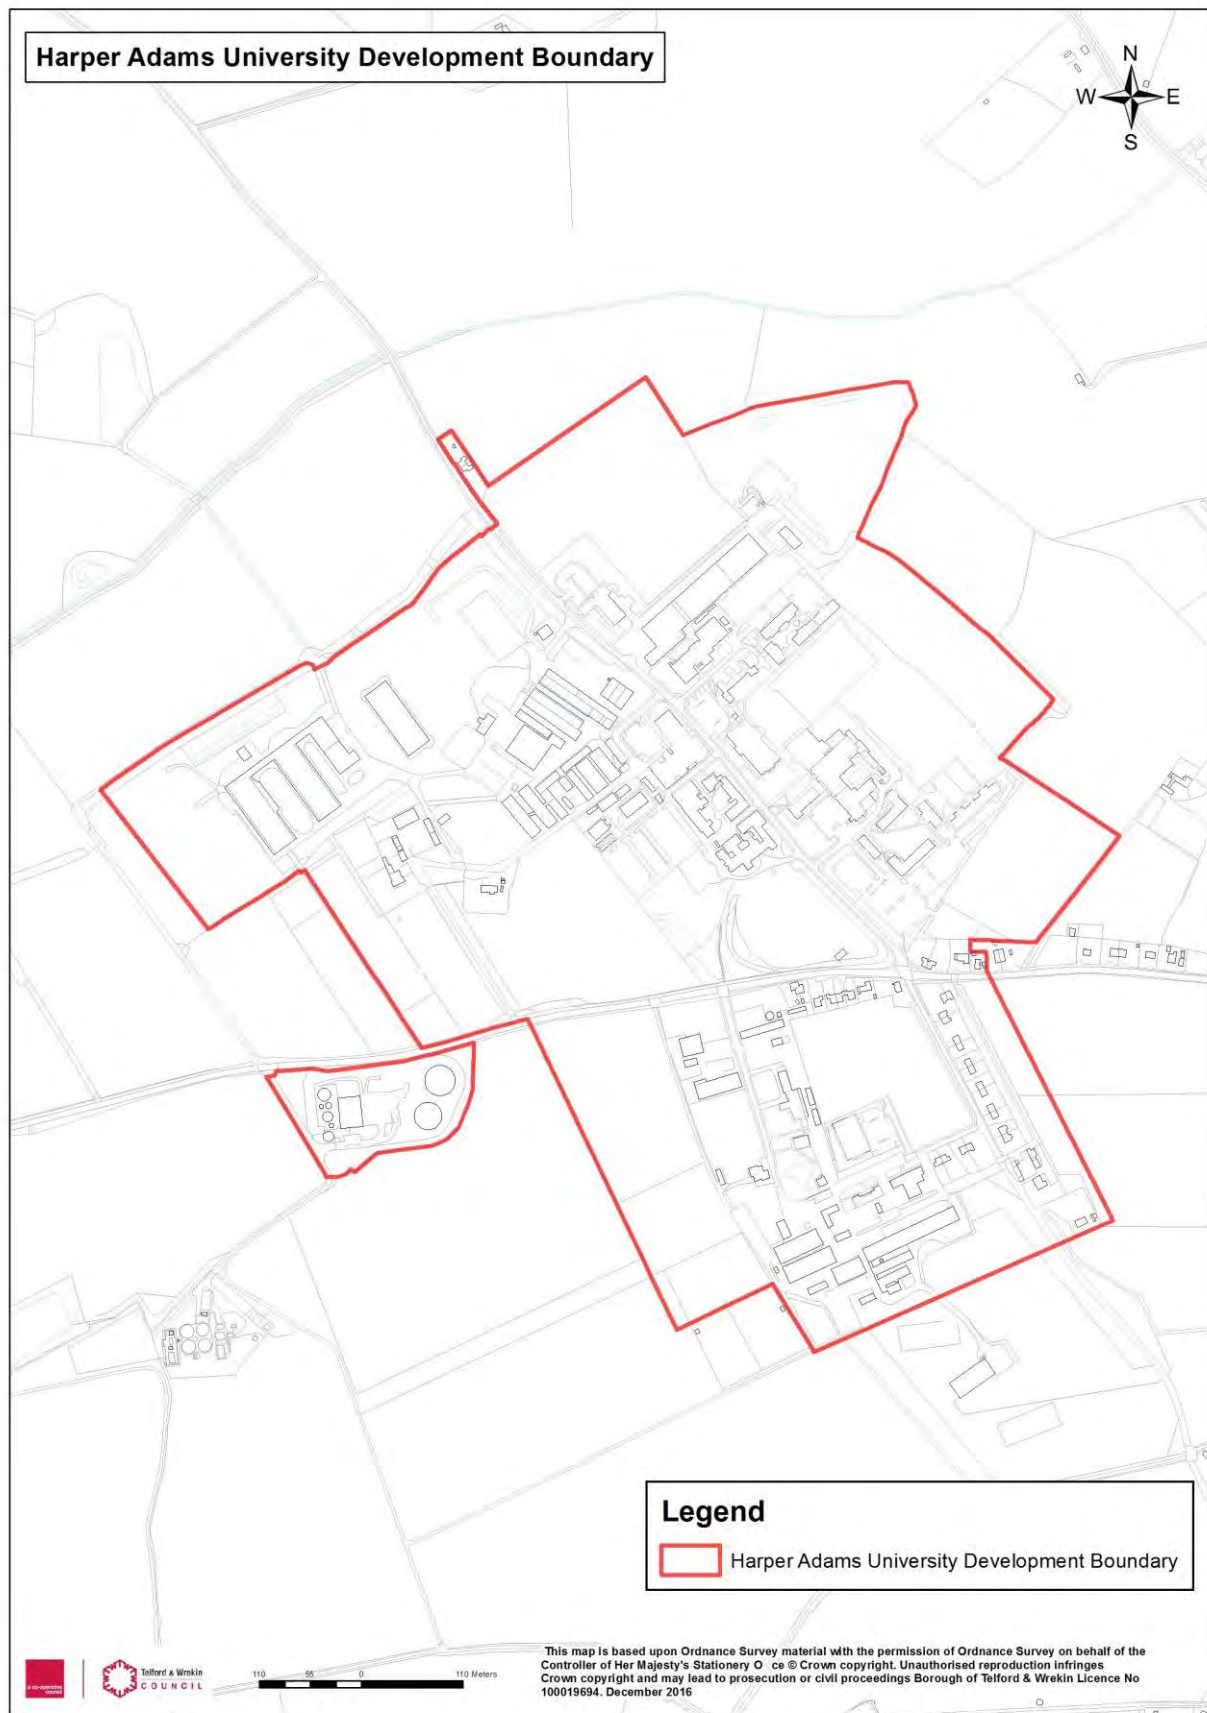 Harper Adams University Development Boundary
N
W E
S
Legend
Harper Adams University Development Boundary
a co-operative
council
Telford & Wrekin
COUNCIL
110 55 0 110 Meters
This map is based upon Ordnance Survey material with the permission of Ordnance Survey on behalf of the
Controller of Her Majesty's Stationery O ce © Crown copyright. Unauthorised reproduction infringes
Crown copyright and may lead to prosecution or civil proceedings Borough of Telford & Wrekin Licence No
100019694. December 2016